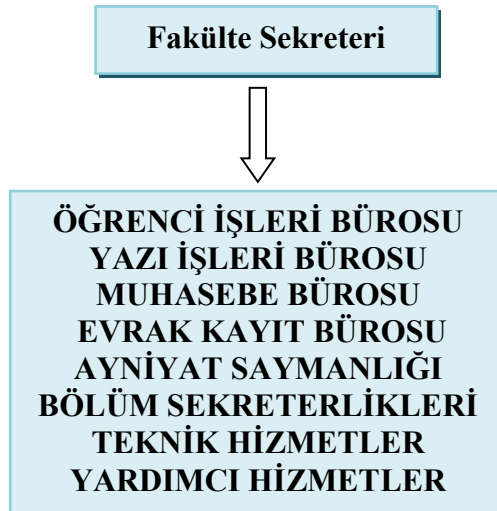 Fakülte Sekreteri
ÖĞRENCİ İŞLERİ BÜROSU
YAZI İŞLERİ BÜROSU
MUHASEBE BÜROSU
EVRAK KAYIT BÜROSU
AYNİYAT SAYMANLIĞI
BÖLÜM SEKRETERLİKLERİ
TEKNİK HİZMETLER
YARDIMCI HİZMETLER